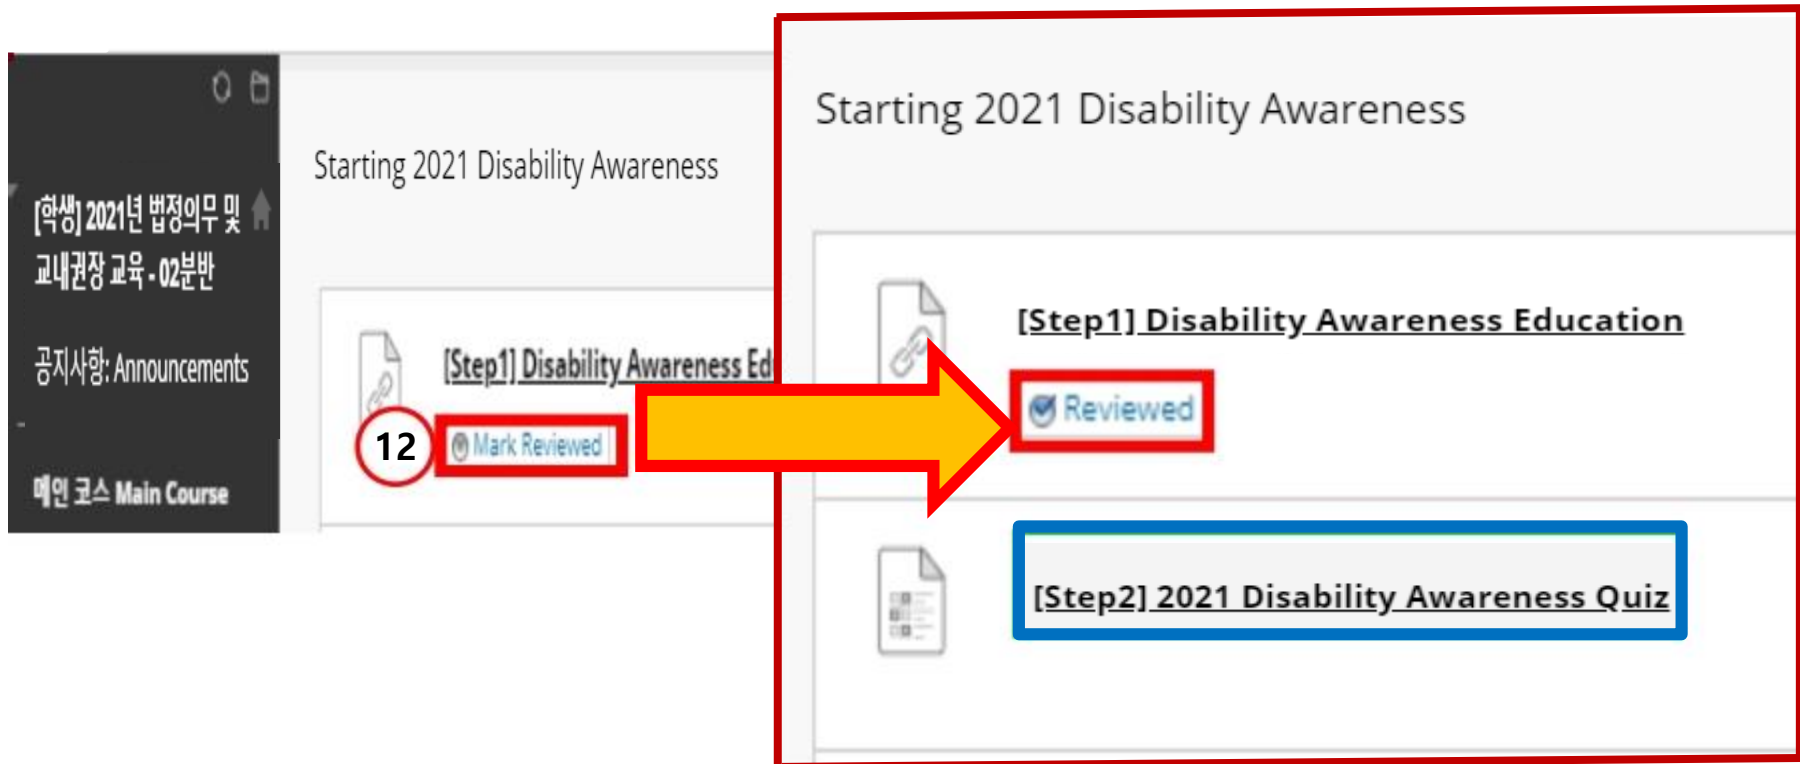 [학생] 2021년 법정의무 및
교내권장 교육 - 02분반
공지사항: Announcements
메인 코스 Main Course
Starting 2021 Disability Awareness
[Step1] Disability Awareness Ed
12
Mark Reviewed
Starting 2021 Disability Awareness
[Step1] Disability Awareness Education
Reviewed
[Step2] 2021 Disability Awareness Quiz